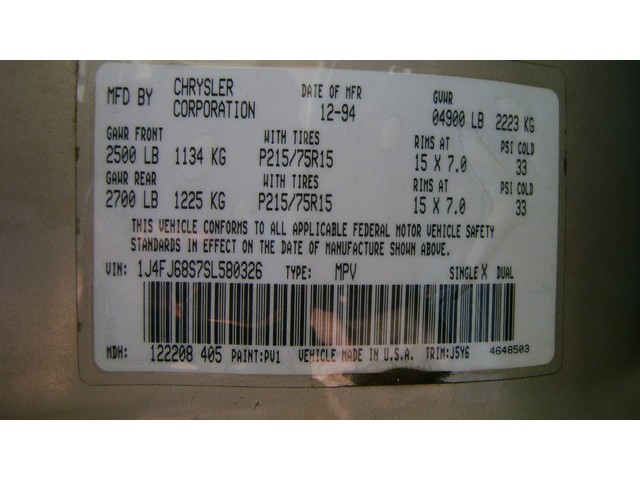 MFD BY CHRYSLER CORPORATION DATE OF MFR 12-94 GVWR 04900 LB 2223 KG
GAWR FRONT WITH TIRES RIMS AT PSI COLD
2500 LB 1134 KG P215/75R15 15 X 7.0 33
GAWR REAR WITH TIRES RIMS AT PSI COLD
2700 LB 1225 KG P215/75R15 15 X 7.0 33
THIS VEHICLE CONFORMS TO ALL APPLICABLE FEDERAL MOTOR VEHICLE SAFETY
STANDARDS IN EFFECT ON THE DATE OF MANUFACTURE SHOWN ABOVE.
VIN: 1J4FJ68S7SL580326 TYPE: MPV SINGLE X DUAL
MDH: 122208 405 PAINT:PV1 VEHICLE MADE IN U.S.A. TRIM:J5Y6 4648503